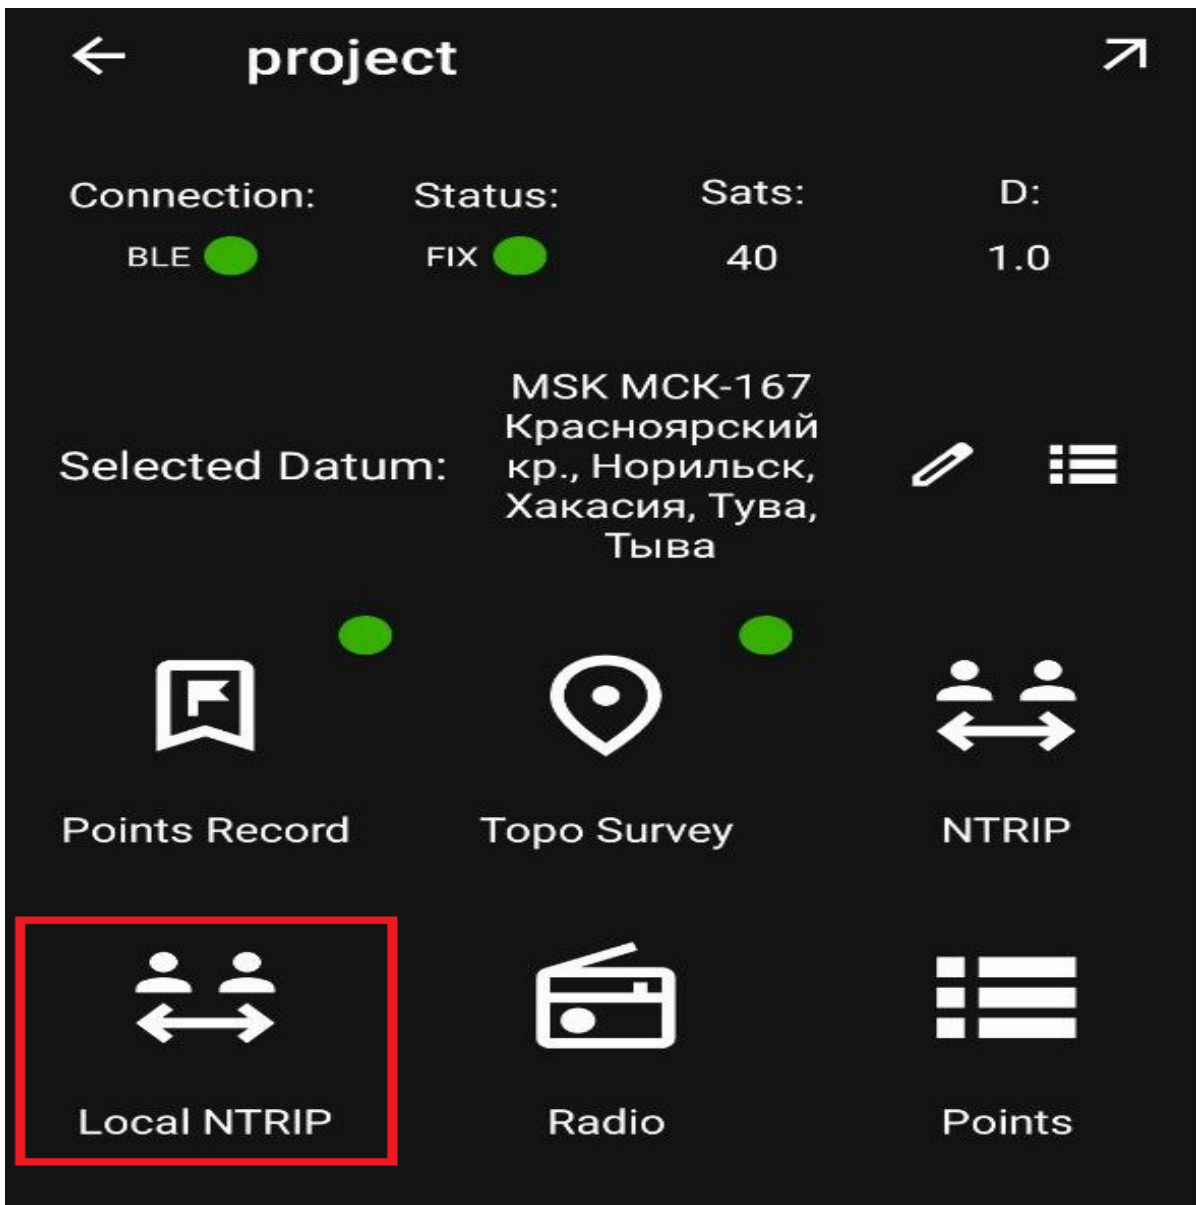 project
Connection:
Status:
Sats:
D:
BLE
FIX
40
1.0
Selected Datum:
MSK МСК-167
Красноярский
кр., Норильск,
Хакасия, Тува,
Тыва
Points Record
Topo Survey
NTRIP
Local NTRIP
Radio
Points